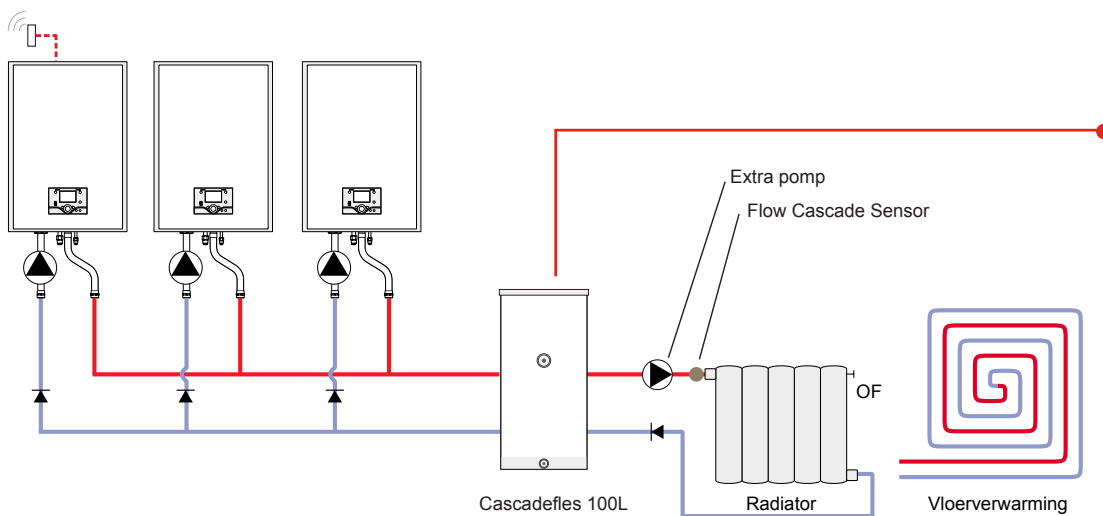 Extra pomp
Flow Cascade Sensor
OF
Cascadefles 100L
Radiator
Vloerverwarming